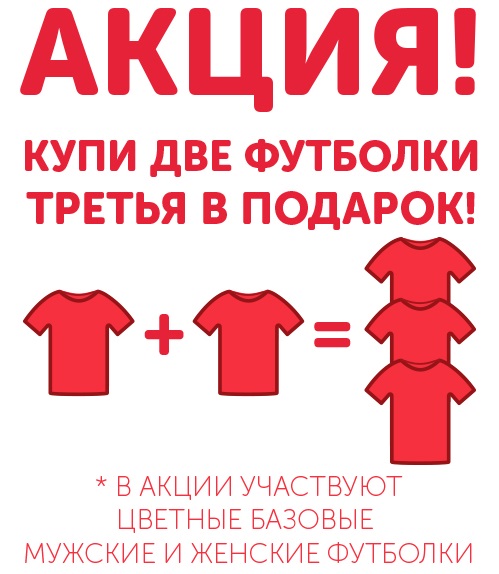 АКЦИЯ!
КУПИ ДВЕ ФУТБОЛКИ
ТРЕТЬЯ В ПОДАРОК!
+ =
* В АКЦИИ УЧАСТВУЮТ
ЦВЕТНЫЕ БАЗОВЫЕ
МУЖСКИЕ И ЖЕНСКИЕ ФУТБОЛКИ